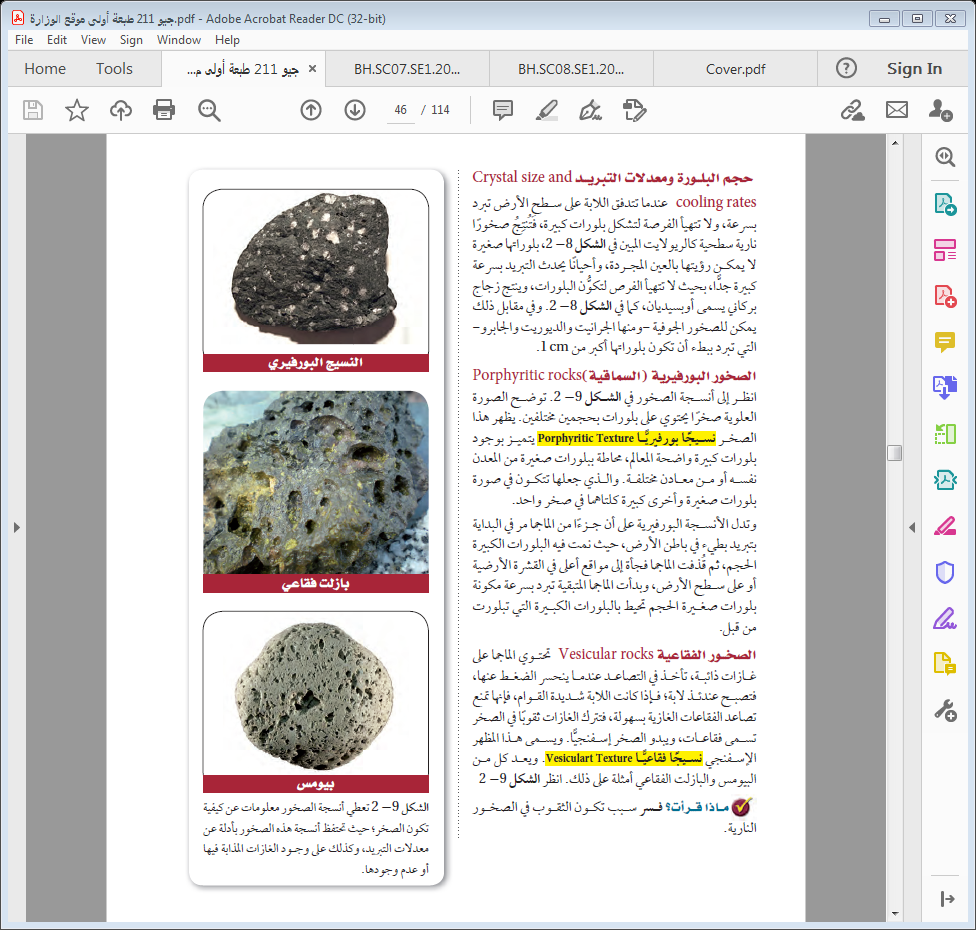 جيو 211 طبعة أولى موقع الوزارة.pdf - Adobe Acrobat Reader DC (32-bit)
File Edit View Sign Window Help
Home Tools جيو 211 طبعة أولى م... × BH.SC07.SE1.20... BH.SC08.SE1.20... Cover.pdf ? Sign In
46 / 114
حجم البلورة ومعدلات التبريد Crystal size and
cooling rates عندما تتدفق اللابة على سطح الأرض تبرد
بسرعة، ولا تتهيأ الفرصة لتشكل بلورات كبيرة، فتُنتِجُ صخورًا
نارية سطحية كالريولايت المبين في الشكل 8 – 2، بلوراتها صغيرة
لا يمكن رؤيتها بالعين المجردة، وأحيانًا يحدث التبريد بسرعة
كبيرة جدًّا، بحيث لا تتهيأ الفرص لتكوُّن البلورات، وينتج زجاج
بركاني يسمى أوبسيديان، كما في الشكل 8 – 2. وفي مقابل ذلك
يمكن للصخور الجوفية -ومنها الجرانيت والديوريت والجابرو-
التي تبرد ببطء أن تكون بلوراتها أكبر من 1 cm.
الصخور البورفيرية (السماقية) Porphyritic rocks
انظر إلى أنسجة الصخور في الشكل 9 – 2. توضح الصورة
العلوية صخرًا يحتوي على بلورات بحجمين مختلفين. يظهر هذا
الصخر نسيجًا بورفيريًّا Porphyritic Texture يتميز بوجود
بلورات كبيرة واضحة المعالم، محاطة ببلورات صغيرة من المعدن
نفسه أو من معادن مختلفة. والذي جعلها تتكون في صورة
بلورات صغيرة وأخرى كبيرة كلتاهما في صخر واحد.
وتدل الأنسجة البورفيرية على أن جزءًا من الماجما مر في البداية
بتبريد بطيء في باطن الأرض، حيث نمت فيه البلورات الكبيرة
الحجم، ثم قُذفت الماجما فجأة إلى مواقع أعلى في القشرة الأرضية
أو على سطح الأرض، وبدأت الماجما المتبقية تبرد بسرعة مكونة
بلورات صغيرة الحجم تحيط بالبلورات الكبيرة التي تبلورت
من قبل.
الصخور الفقاعية Vesicular rocks تحتوي الماجما على
غازات ذائبة، تأخذ في التصاعد عندما ينحسر الضغط عنها،
فتصبح عندئذ لابة؛ فإذا كانت اللابة شديدة القوام، فإنها تمنع
تصاعد الفقاعات الغازية بسهولة، فتترك الغازات ثقوبًا في الصخر
تسمى فقاعات، ويبدو الصخر إسفنجيًّا. ويسمى هذا المظهر
الإسفنجي نسيجًا فقاعيًّا Vesiculart Texture. ويعد كل من
البيومس والبازلت الفقاعي أمثلة على ذلك. انظر الشكل 9 – 2
ماذا قرأت؟ فسر سبب تكون الثقوب في الصخور
النارية.
النسيج البورفيري
بازلت فقاعي
بيومس
الشكل 9 – 2 تعطي أنسجة الصخور معلومات عن كيفية
تكون الصخر؛ حيث تحتفظ أنسجة هذه الصخور بأدلة عن
معدلات التبريد، وكذلك على وجود الغازات المذابة فيها
أو عدم وجودها.